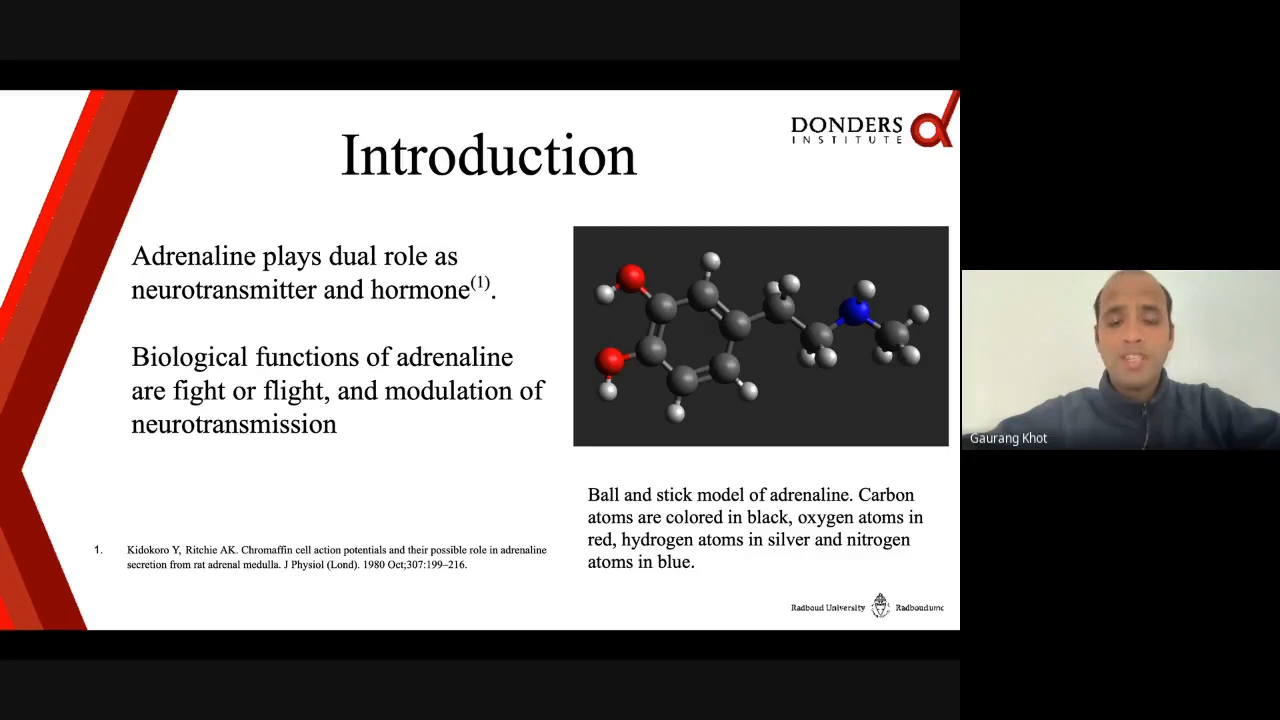 DONDERS
INSTITUTE
Introduction
Adrenaline plays dual role as
neurotransmitter and hormone(1).
Biological functions of adrenaline
are fight or flight, and modulation of
neurotransmission
Ball and stick model of adrenaline. Carbon
atoms are colored in black, oxygen atoms in
red, hydrogen atoms in silver and nitrogen
atoms in blue.
1. Kidokoro Y, Ritchie AK. Chromaffin cell action potentials and their possible role in adrenaline
secretion from rat adrenal medulla. J Physiol (Lond). 1980 Oct;307:199–216.
Radboud University Radboudumc
Gaurang Khot